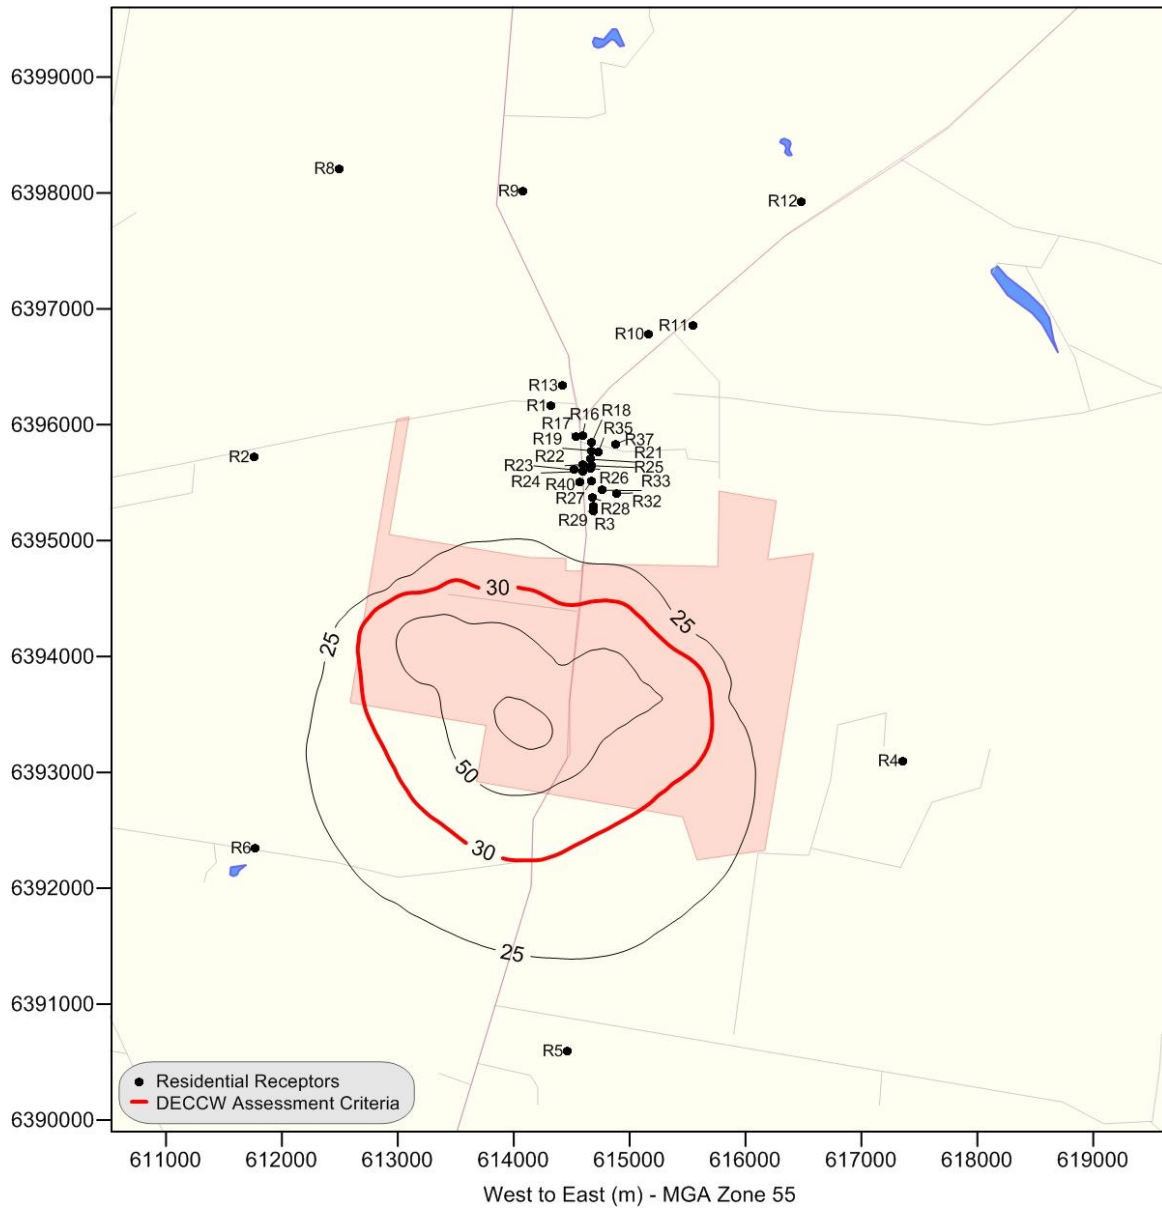 6399000
R8
R9
6398000
R12
6397000
R10
R11
R13
R1
R16
R18
6396000
R17
R35
R19
R37
R2
R22
R21
R23
R25
R24
R26
R33
R40
R27
R32
R28
R29
R3
6395000
30
25
25
6394000
R4
6393000
50
R6
30
6392000
25
6391000
R5
Residential Receptors
DECCW Assessment Criteria
6390000
611000 612000 613000 614000 615000 616000 617000 618000 619000
West to East (m) - MGA Zone 55